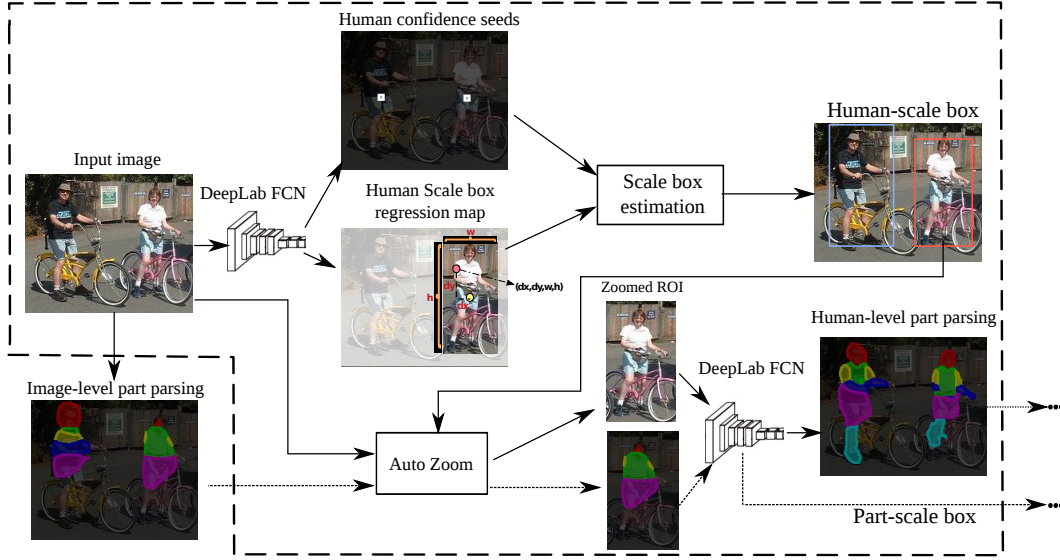 Human confidence seeds
Input image
DeepLab FCN
Human Scale box
regression map
w
h
dy
dx
(dx,dy,w,h)
Scale box
estimation
Human-scale box
Zoomed ROI
Human-level part parsing
DeepLab FCN
Image-level part parsing
Auto Zoom
Part-scale box